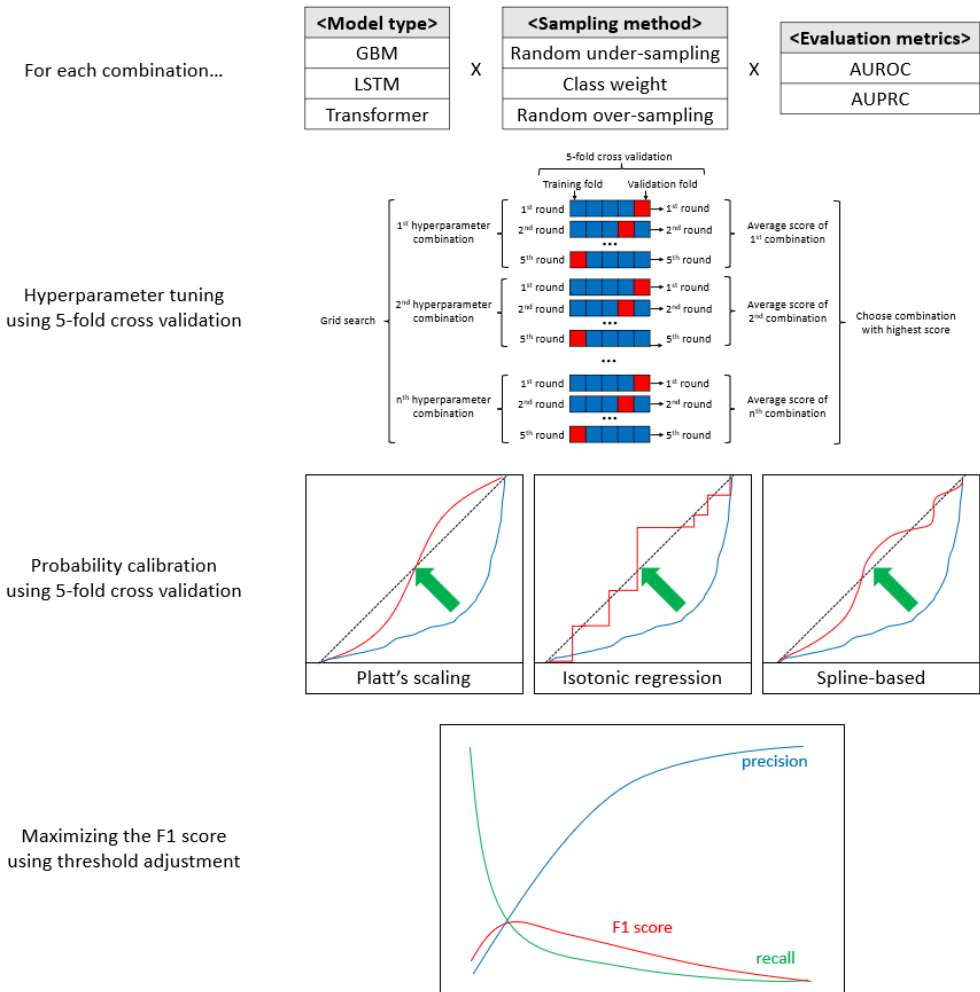 For each combination…
<Model type>
GBM
LSTM
Transformer
X
<Sampling method>
Random under-sampling
Class weight
Random over-sampling
X
<Evaluation metrics>
AUROC
AUPRC
Hyperparameter tuning
using 5-fold cross validation
5-fold cross validation
Training fold
Validation fold
Grid search
1st hyperparameter
combination
1st round
1st round
2nd round
2nd round
...
5th round
5th round
Average score of
1st combination
2nd hyperparameter
combination
1st round
1st round
2nd round
2nd round
...
5th round
5th round
Average score of
2nd combination
...
nth hyperparameter
combination
1st round
1st round
2nd round
2nd round
...
5th round
5th round
Average score of
nth combination
Choose combination
with highest score
Probability calibration
using 5-fold cross validation
Platt's scaling
Isotonic regression
Spline-based
Maximizing the F1 score
using threshold adjustment
precision
F1 score
recall